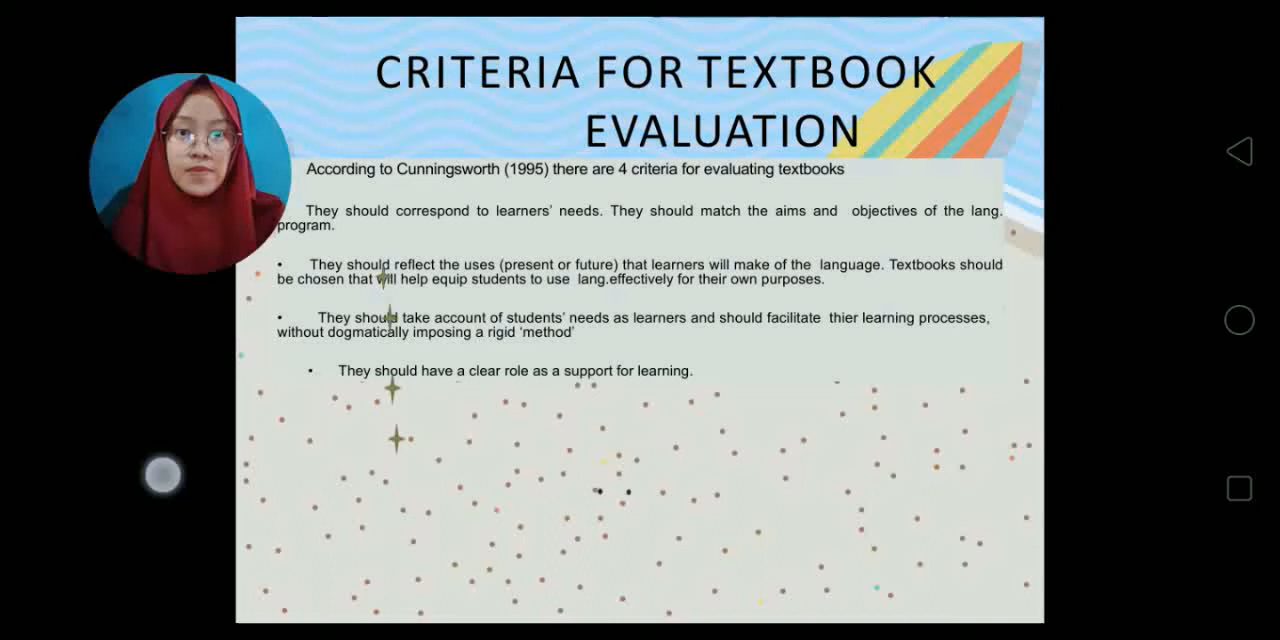 CRITERIA FOR TEXTBOOK
EVALUATION
According to Cunningsworth (1995) there are 4 criteria for evaluating textbooks
They should correspond to learners’ needs. They should match the aims and objectives of the lang.
program.
• They should reflect the uses (present or future) that learners will make of the language. Textbooks should
be chosen that will help equip students to use lang.effectively for their own purposes.
• They should take account of students’ needs as learners and should facilitate thier learning processes,
without dogmatically imposing a rigid ‘method’
• They should have a clear role as a support for learning.